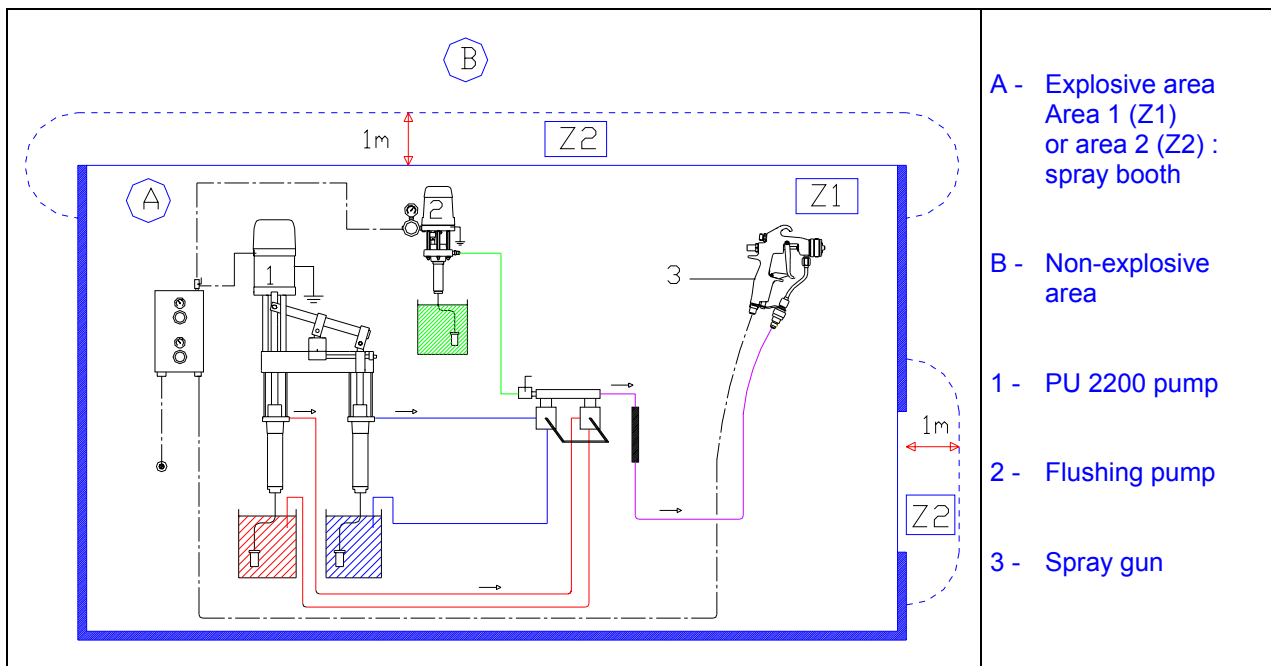 B
1m
Z2
A
Z1
2
1
3
1m
Z2
A - Explosive area
Area 1 (Z1)
or area 2 (Z2) :
spray booth
B - Non-explosive
area
1 - PU 2200 pump
2 - Flushing pump
3 - Spray gun